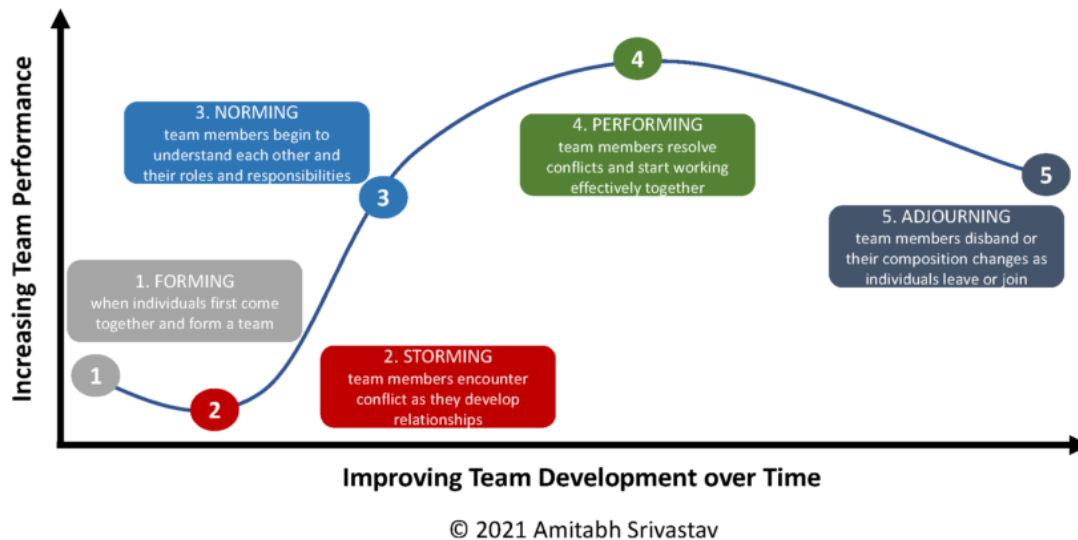 Increasing Team Performance
4
3. NORMING
team members begin to
understand each other and
their roles and responsibilities
4. PERFORMING
team members resolve
conflicts and start working
effectively together
3
5
5. ADJOURNING
team members disband or
their composition changes as
individuals leave or join
1. FORMING
when individuals first come
together and form a team
1
2. STORMING
team members encounter
conflict as they develop
relationships
2
Improving Team Development over Time
© 2021 Amitabh Srivastav